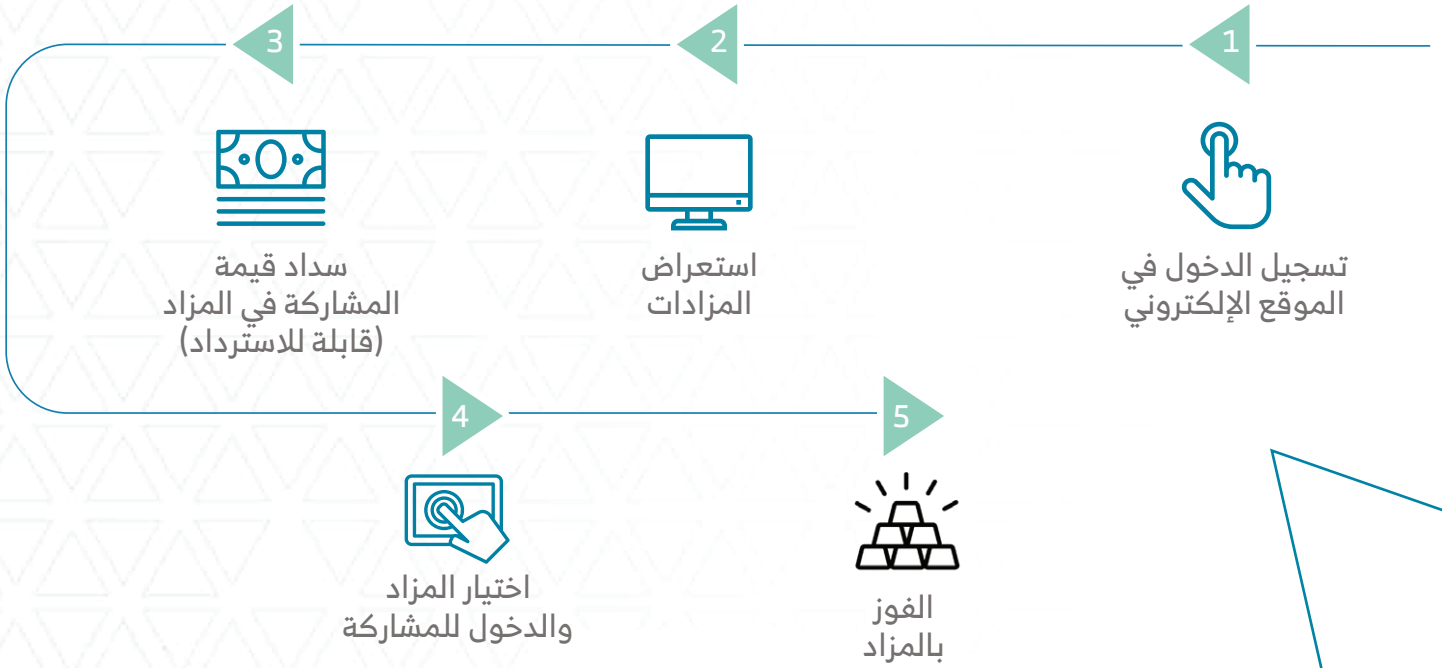 1
تسجيل الدخول في
الموقع الإلكتروني
2
استعراض
المزادات
3
سداد قيمة
المشاركة في المزاد
(قابلة للاسترداد)
4
اختيار المزاد
والدخول للمشاركة
5
الفوز
بالمزاد